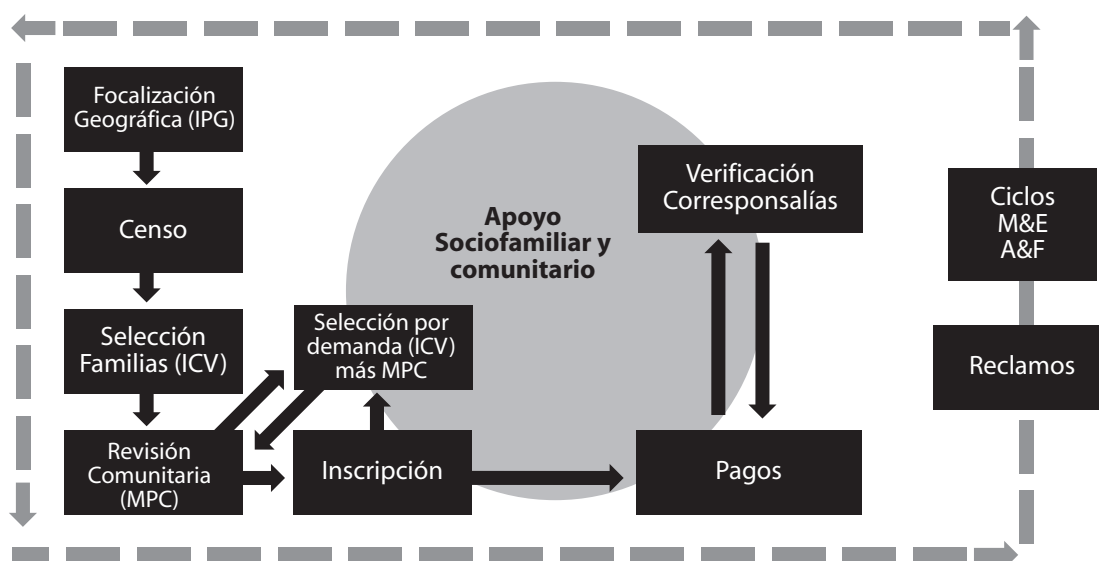 Focalización
Geográfica (IPG)
Censo
Selección
Familias (ICV)
Revisión
Comunitaria
(MPC)
Selección por
demanda (ICV)
más MPC
Inscripción
Apoyo
Sociofamiliar y
comunitario
Verificación
Corresponsalías
Pagos
Ciclos
M&E
A&F
Reclamos